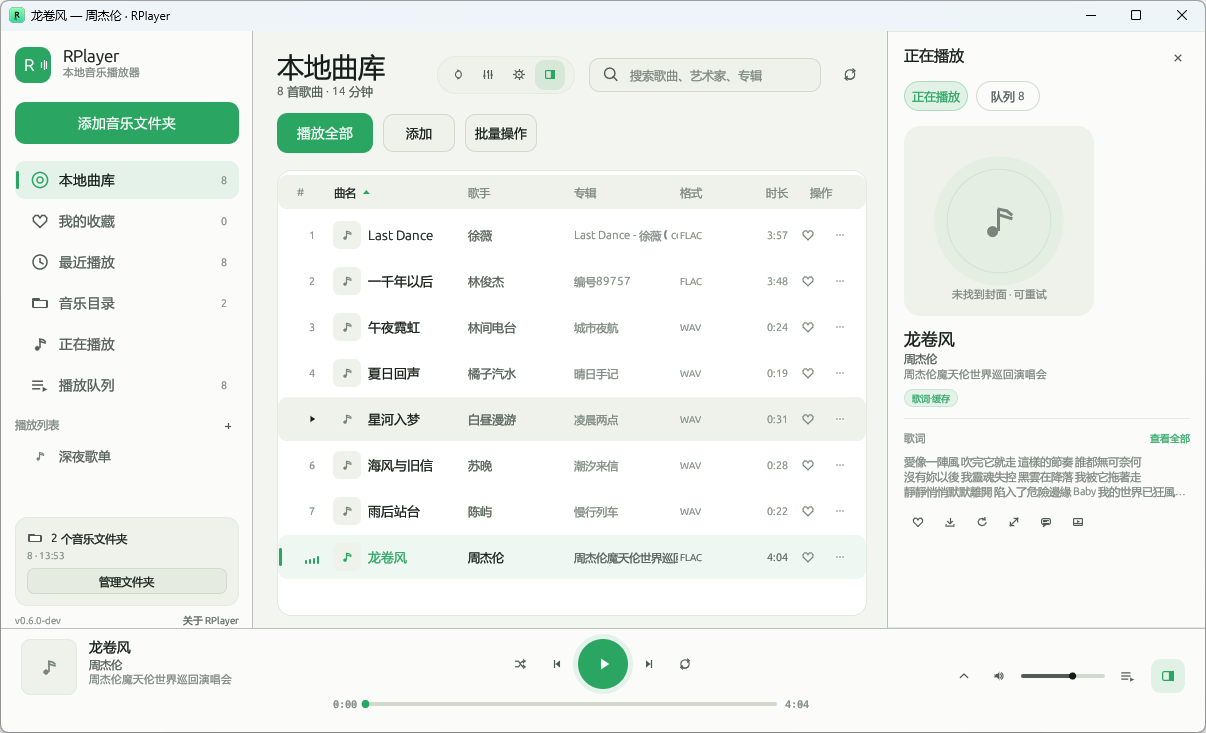 R 龙卷风 — 周杰伦 · RPlayer
R RPlayer
本地音乐播放器
添加音乐文件夹
本地曲库 8
我的收藏 0
最近播放 8
音乐目录 2
正在播放
播放队列 8
播放列表 +
深夜歌单
2 个音乐文件夹
8 · 13:53
管理文件夹
v0.6.0-dev 关于 RPlayer
本地曲库
8 首歌曲 · 14 分钟
搜索歌曲、艺术家、专辑
播放全部 添加 批量操作
# 曲名 歌手 专辑 格式 时长 操作
1 Last Dance 徐薇 Last Dance - 徐薇 FLAC 3:57 ···
2 一千年以后 林俊杰 编号89757 FLAC 3:48 ···
3 午夜霓虹 林间电台 城市夜航 WAV 0:24 ···
4 夏日回声 橘子汽水 晴日手记 WAV 0:19 ···
星河入梦 白昼漫游 凌晨两点 WAV 0:31 ···
6 海风与旧信 苏晚 潮汐来信 WAV 0:28 ···
7 雨后站台 陈屿 慢行列车 WAV 0:22 ···
龙卷风 周杰伦 周杰伦魔天伦世界巡 FLAC 4:04 ···
正在播放
正在播放 队列 8
未找到封面 · 可重试
龙卷风
周杰伦
周杰伦魔天伦世界巡回演唱会
歌词·缓存
歌词 查看全部
愛像一陣風 吹完它就走 這樣的節奏 誰都無可奈何
沒有妳以後 我靈魂失控 黑雲在降落 我被它拖著走
靜靜悄悄默默離開 陷入了危險邊緣 Baby 我的世界已狂風...
龙卷风
周杰伦
周杰伦魔天伦世界巡回演唱会
0:00 4:04